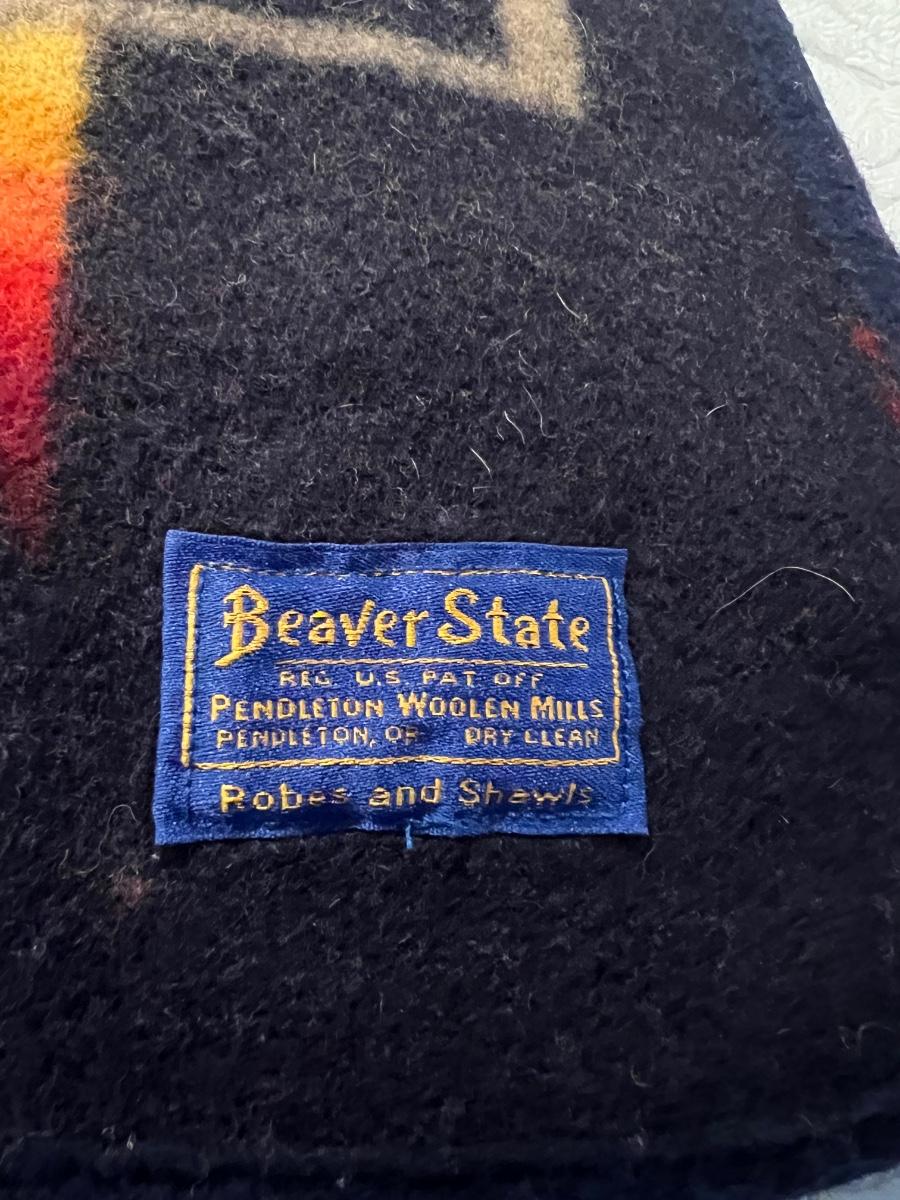 Beaver State
REG. U.S. PAT OFF
PENDLETON WOOLEN MILLS
PENDLETON, OR DRY CLEAN
Robes and Shawls